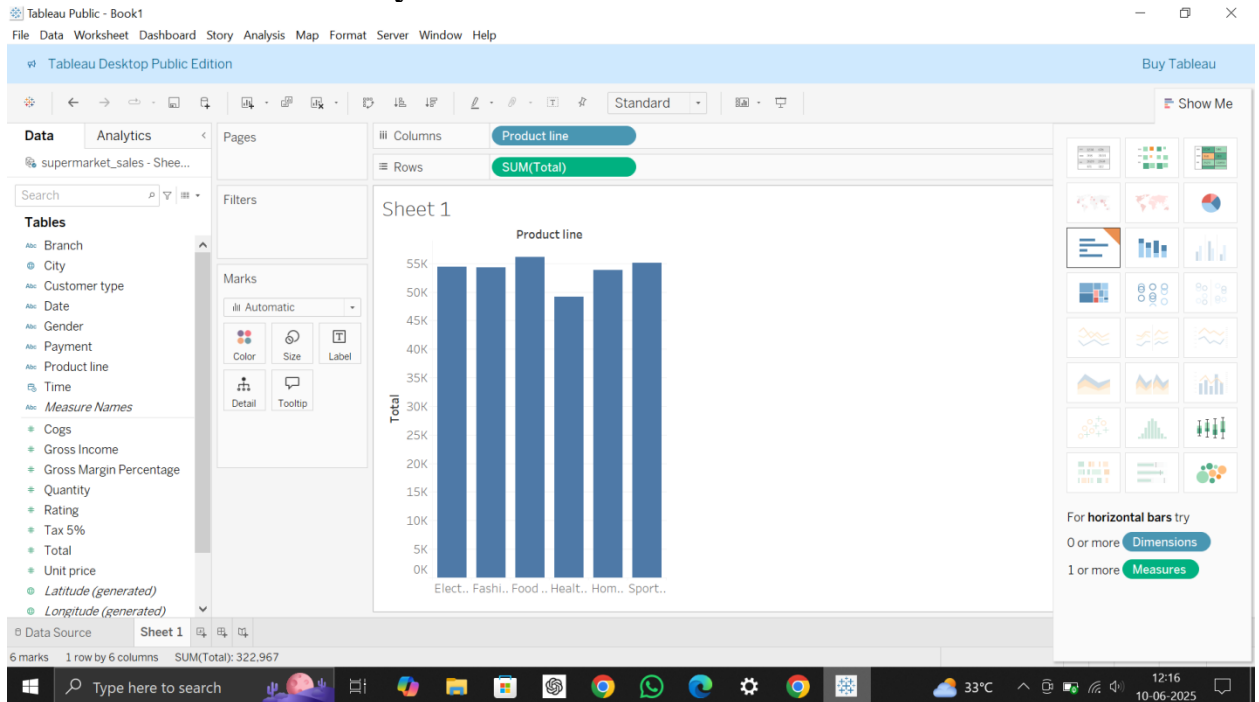 Tableau Public - Book1
File Data Worksheet Dashboard Story Analysis Map Format Server Window Help
Tableau Desktop Public Edition
Buy Tableau
Standard
Show Me
Data Analytics
supermarket_sales - Shee...
Search
Tables
Abc Branch
City
Abc Customer type
Abc Date
Abc Gender
Abc Payment
Abc Product line
Time
Abc Measure Names
Cogs
Gross Income
Gross Margin Percentage
Quantity
Rating
Tax 5%
Total
Unit price
Latitude (generated)
Longitude (generated)
Pages
Filters
Marks
Automatic
Color Size Label
Detail Tooltip
Columns Product line
Rows SUM(Total)
Sheet 1
Product line
55K
50K
45K
40K
35K
30K
25K
20K
15K
10K
5K
0K
Total
Elect.. Fashi.. Food .. Healt.. Hom.. Sport..
For horizontal bars try
0 or more Dimensions
1 or more Measures
Data Source Sheet 1
6 marks 1 row by 6 columns SUM(Total): 322,967
Type here to search
33°C
12:16
10-06-2025